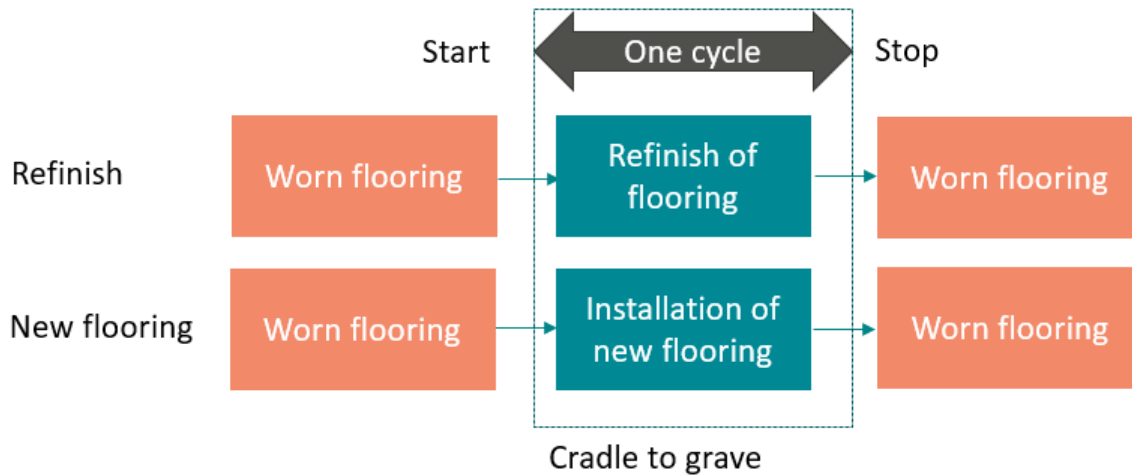 Start
One cycle
Stop
Refinish
Worn flooring
Refinish of
flooring
Worn flooring
New flooring
Worn flooring
Installation of
new flooring
Worn flooring
Cradle to grave